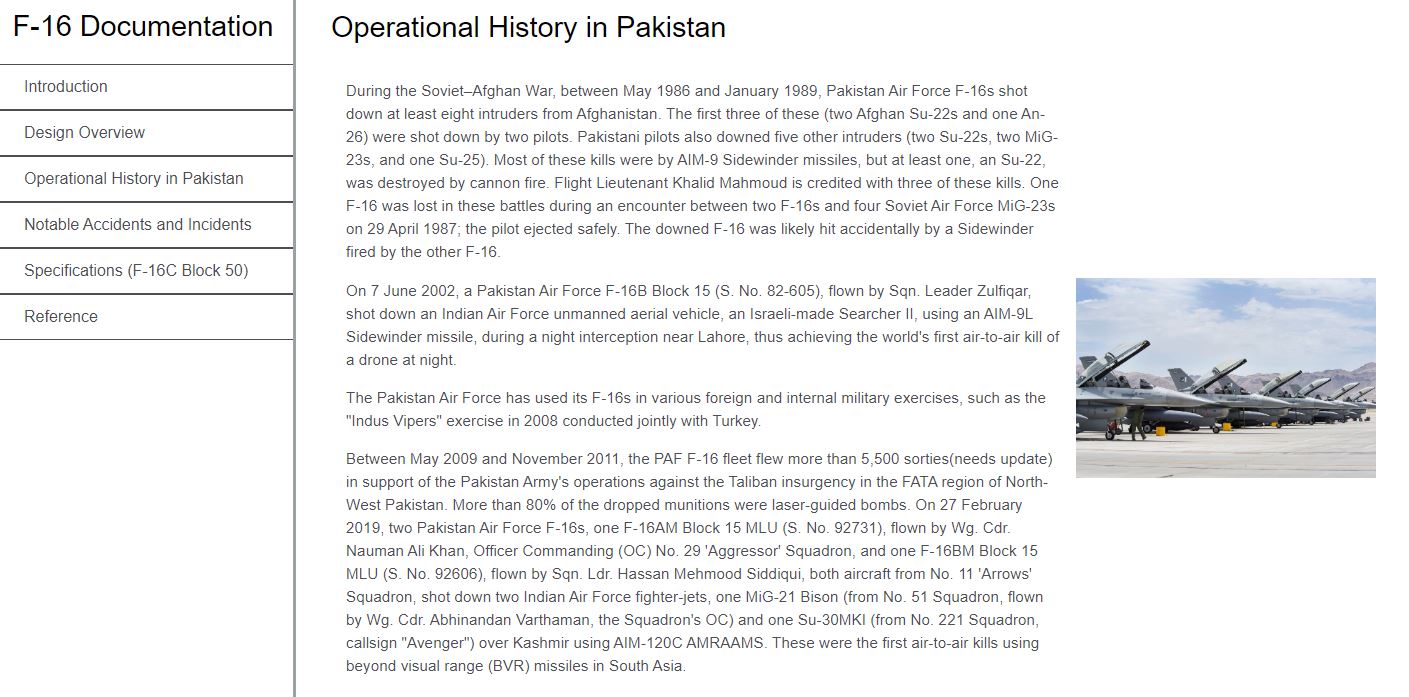 F-16 Documentation
Introduction
Design Overview
Operational History in Pakistan
Notable Accidents and Incidents
Specifications (F-16C Block 50)
Reference
Operational History in Pakistan
During the Soviet–Afghan War, between May 1986 and January 1989, Pakistan Air Force F-16s shot
down at least eight intruders from Afghanistan. The first three of these (two Afghan Su-22s and one An-
26) were shot down by two pilots. Pakistani pilots also downed five other intruders (two Su-22s, two MiG-
23s, and one Su-25). Most of these kills were by AIM-9 Sidewinder missiles, but at least one, an Su-22,
was destroyed by cannon fire. Flight Lieutenant Khalid Mahmoud is credited with three of these kills. One
F-16 was lost in these battles during an encounter between two F-16s and four Soviet Air Force MiG-23s
on 29 April 1987; the pilot ejected safely. The downed F-16 was likely hit accidentally by a Sidewinder
fired by the other F-16.
On 7 June 2002, a Pakistan Air Force F-16B Block 15 (S. No. 82-605), flown by Sqn. Leader Zulfiqar,
shot down an Indian Air Force unmanned aerial vehicle, an Israeli-made Searcher II, using an AIM-9L
Sidewinder missile, during a night interception near Lahore, thus achieving the world's first air-to-air kill of
a drone at night.
The Pakistan Air Force has used its F-16s in various foreign and internal military exercises, such as the
"Indus Vipers" exercise in 2008 conducted jointly with Turkey.
Between May 2009 and November 2011, the PAF F-16 fleet flew more than 5,500 sorties(needs update)
in support of the Pakistan Army's operations against the Taliban insurgency in the FATA region of North-
West Pakistan. More than 80% of the dropped munitions were laser-guided bombs. On 27 February
2019, two Pakistan Air Force F-16s, one F-16AM Block 15 MLU (S. No. 92731), flown by Wg. Cdr.
Nauman Ali Khan, Officer Commanding (OC) No. 29 'Aggressor' Squadron, and one F-16BM Block 15
MLU (S. No. 92606), flown by Sqn. Ldr. Hassan Mehmood Siddiqui, both aircraft from No. 11 'Arrows'
Squadron, shot down two Indian Air Force fighter-jets, one MiG-21 Bison (from No. 51 Squadron, flown
by Wg. Cdr. Abhinandan Varthaman, the Squadron's OC) and one Su-30MKI (from No. 221 Squadron,
callsign "Avenger") over Kashmir using AIM-120C AMRAAMS. These were the first air-to-air kills using
beyond visual range (BVR) missiles in South Asia.